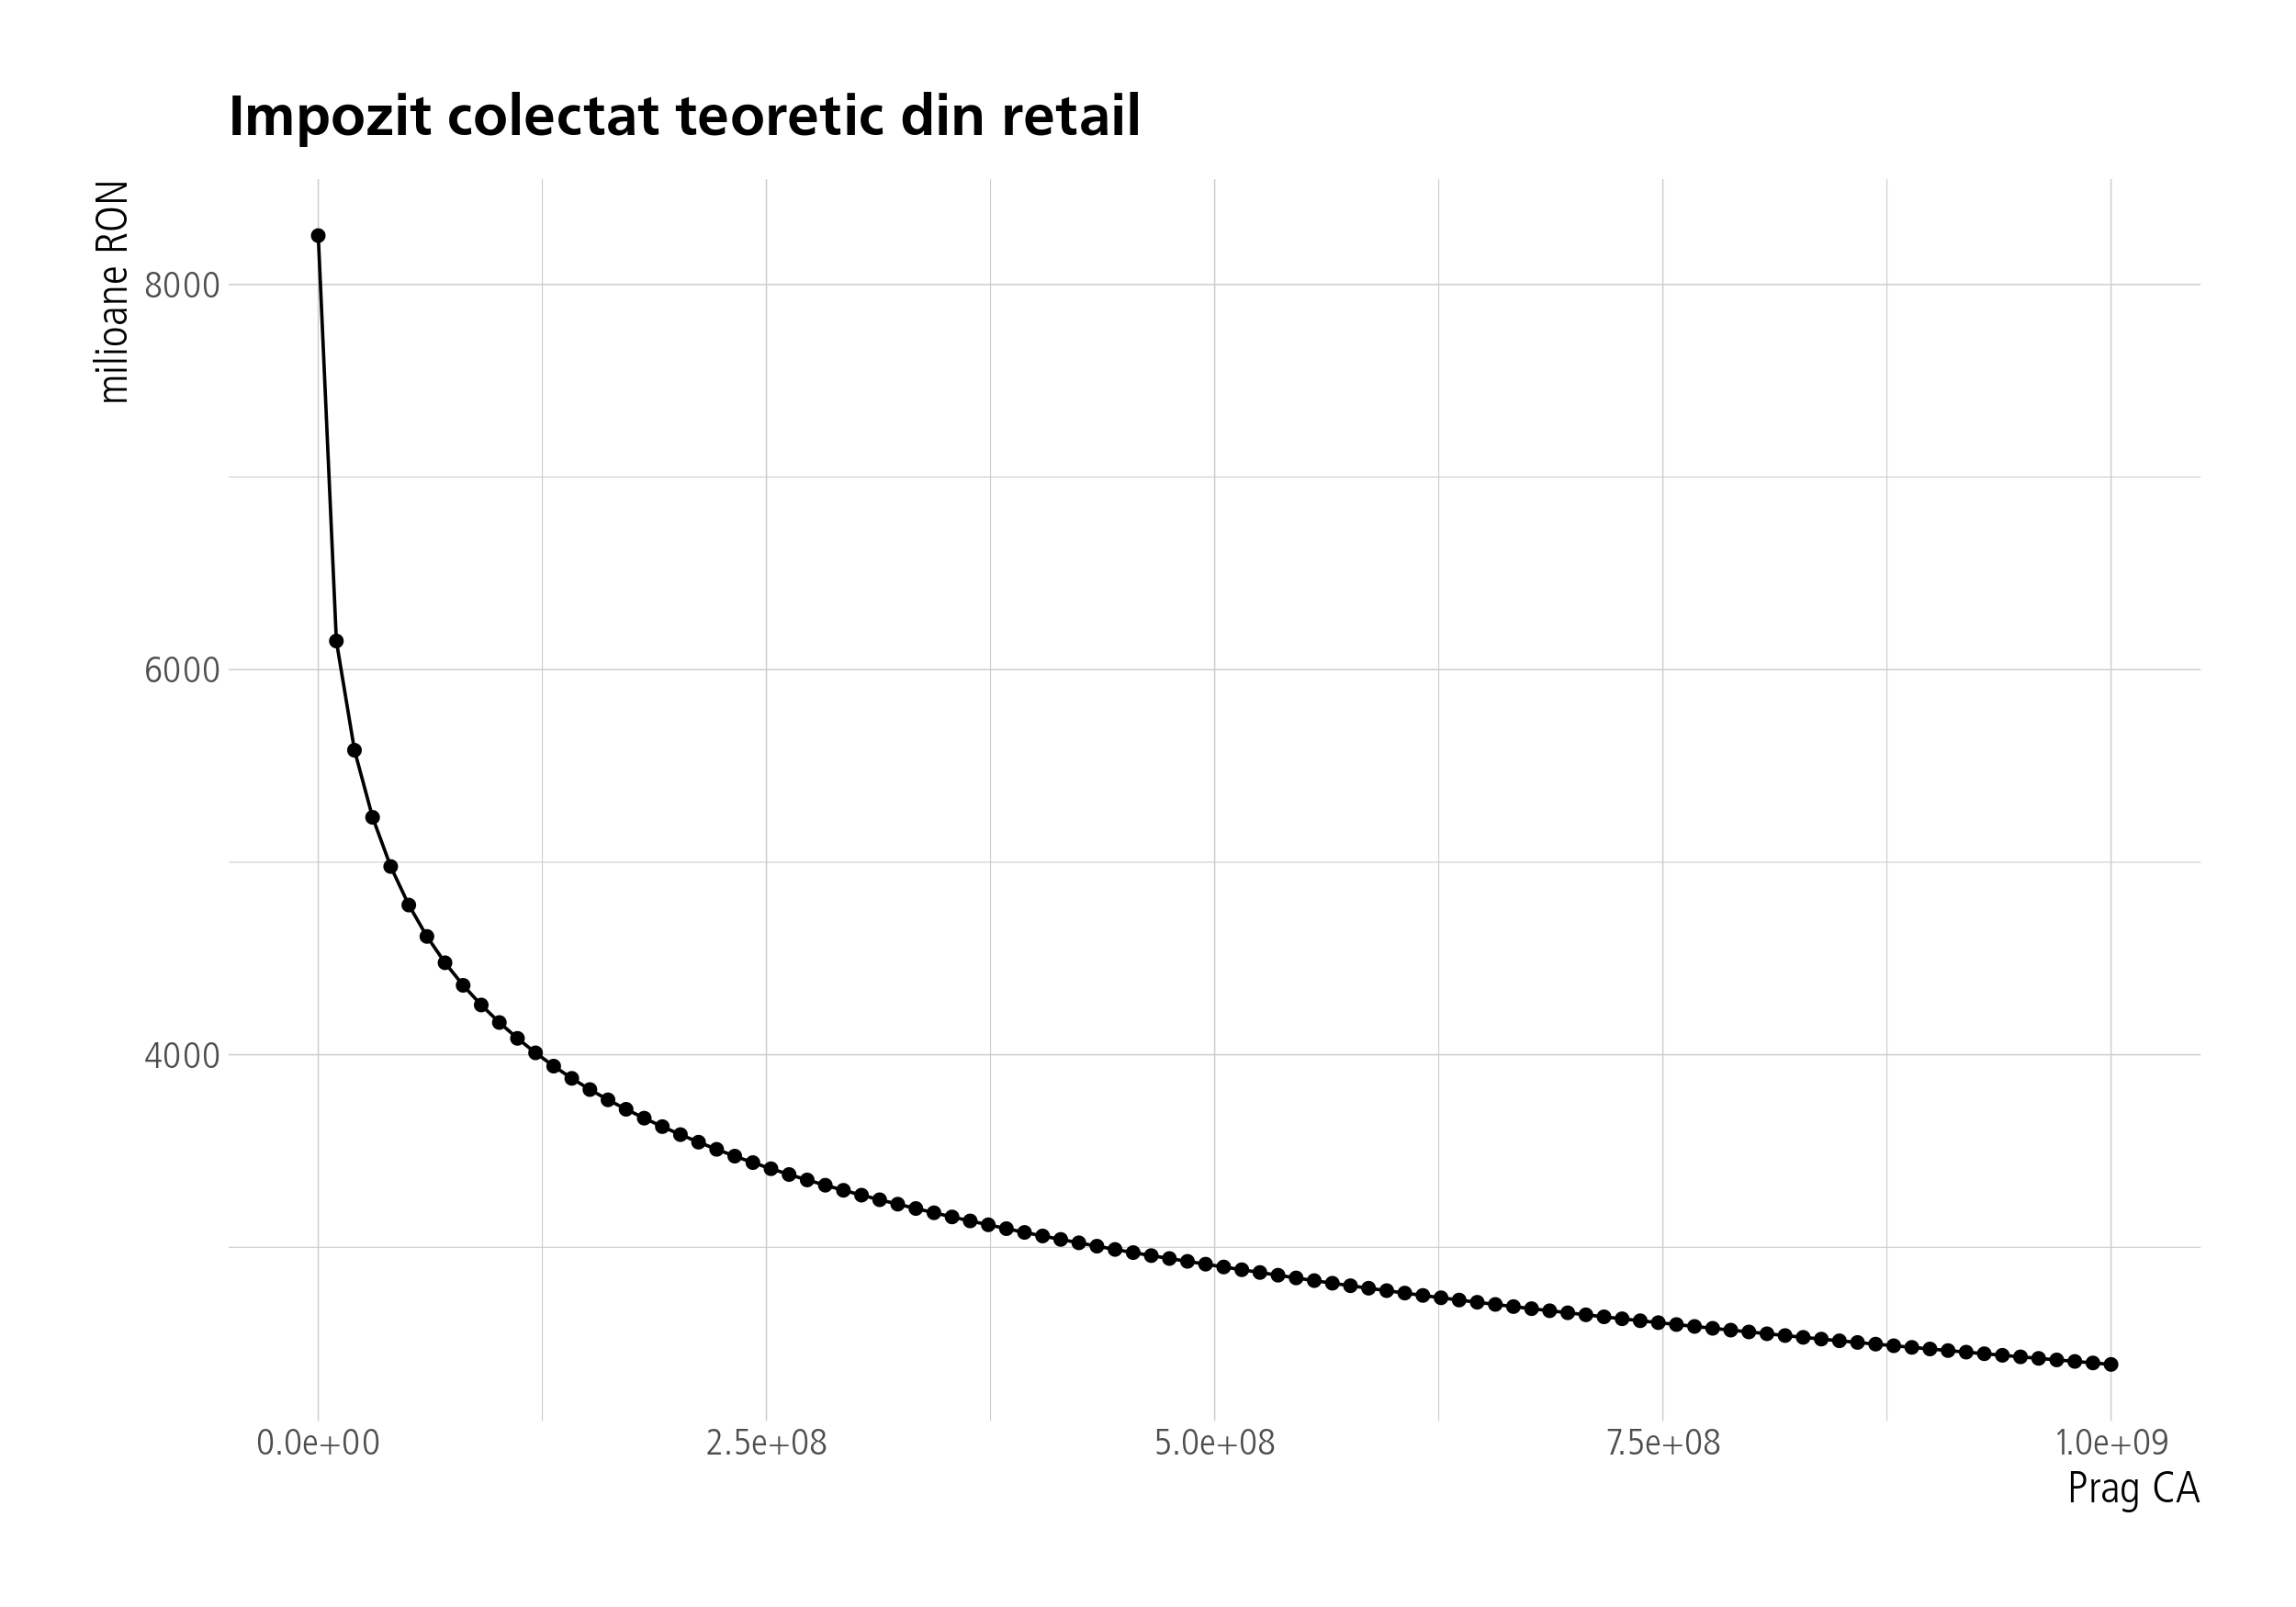 Impozit colectat teoretic din retail
milioane RON
8000
6000
4000
0.0e+00 2.5e+08 5.0e+08 7.5e+08 1.0e+09
Prag CA